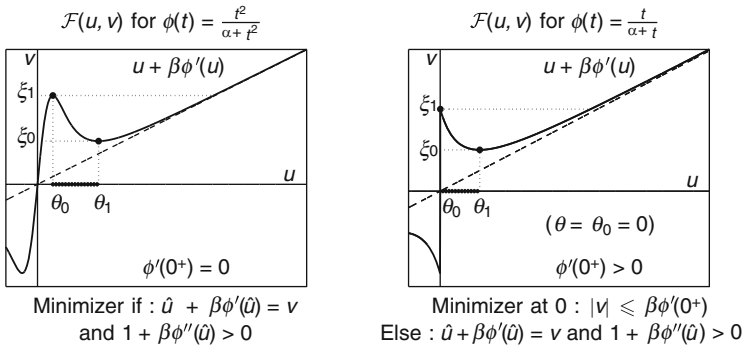 ℱ(u, v) for ϕ(t) = t²/(α + t²)
v
u + βϕ′(u)
ξ1
ξ0
u
θ0 θ1
ϕ′(0⁺) = 0
Minimizer if : û + βϕ′(û) = v
and 1 + βϕ′′(û) > 0
ℱ(u, v) for ϕ(t) = t/(α + t)
v
u + βϕ′(u)
ξ1
ξ0
u
θ0 θ1
(θ = θ0 = 0)
ϕ′(0⁺) > 0
Minimizer at 0 : |v| ⩽ βϕ′(0⁺)
Else : û + βϕ′(û) = v and 1 + βϕ′′(û) > 0